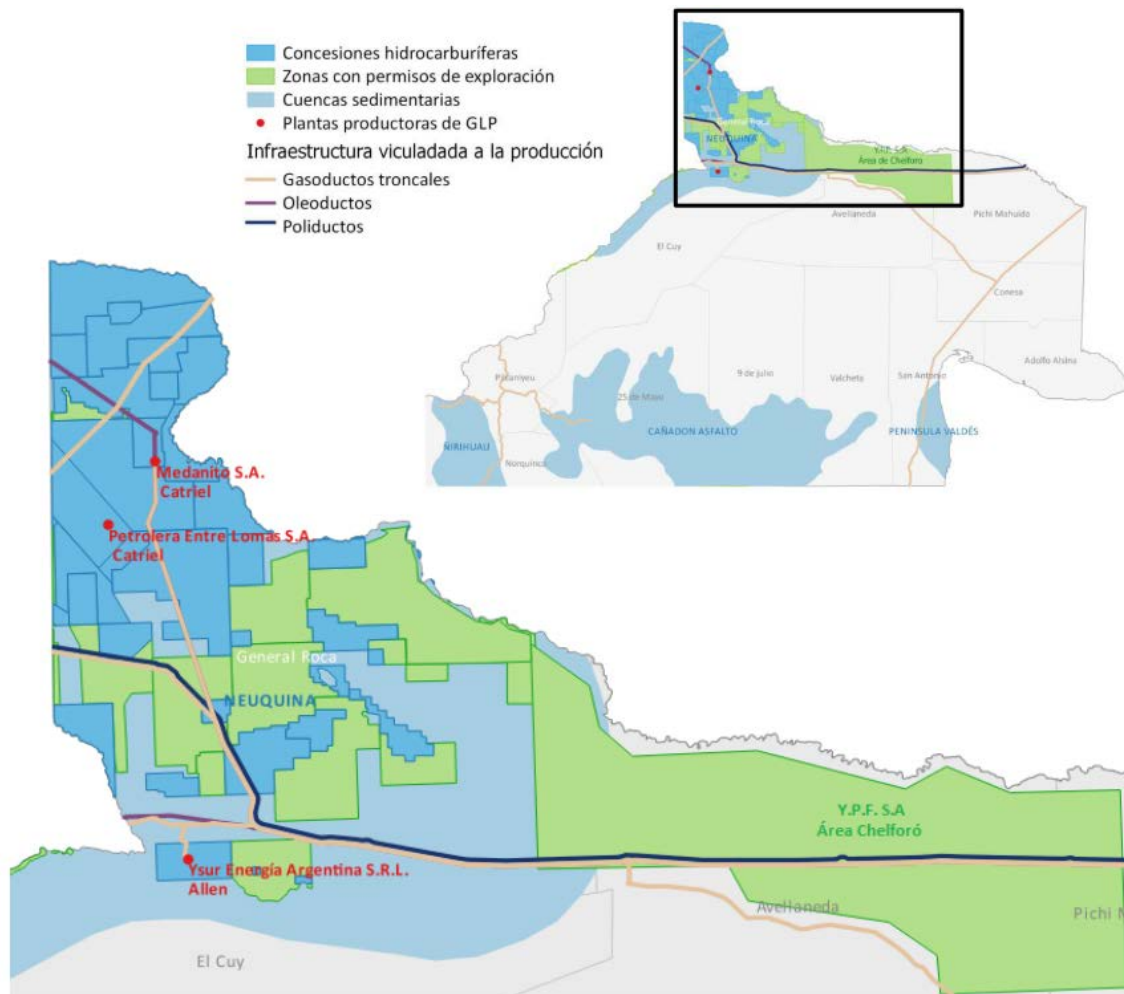 Concesiones hidrocarburíferas
Zonas con permisos de exploración
Cuencas sedimentarias
Plantas productoras de GLP
Infraestructura viculadada a la producción
Gasoductos troncales
Oleoductos
Poliductos
General Roca
NEUQUINA
Y.P.F. S.A
Área de Chelforó
Avellaneda
Pichi Mahuida
El Cuy
Conesa
Adolfo Alsina
Pilcaniyeu
9 de Julio
Valcheta
San Antonio
25 de Mayo
ÑIRIHUAU
CAÑADON ASFALTO
PENINSULA VALDÉS
Ñorquinco
Medanito S.A.
Catriel
Petrolera Entre Lomas S.A.
Catriel
General Roca
NEUQUINA
Y.P.F. S.A
Área Chelforó
Ysur Energía Argentina S.R.L.
Allen
Avellaneda
Pichi M
El Cuy